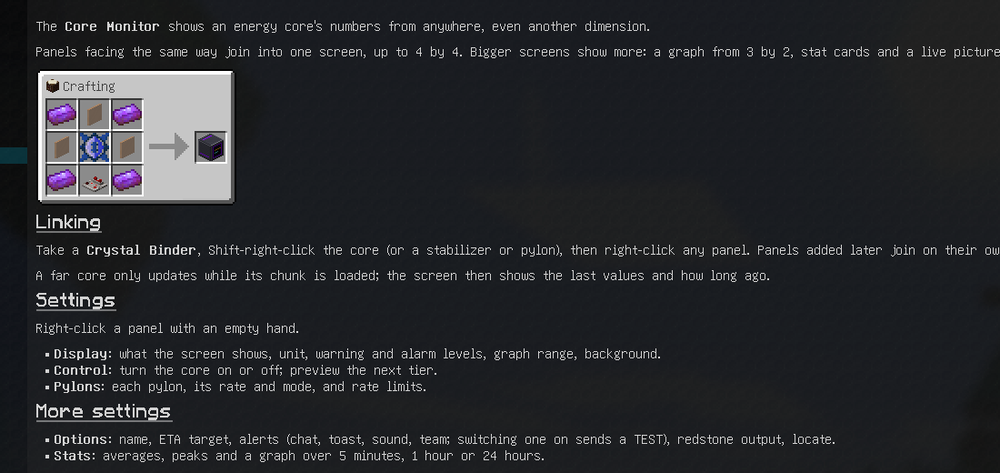 The Core Monitor shows an energy core's numbers from anywhere, even another dimension.
Panels facing the same way join into one screen, up to 4 by 4. Bigger screens show more: a graph from 3 by 2, stat cards and a live picture
Crafting
Linking
Take a Crystal Binder, Shift-right-click the core (or a stabilizer or pylon), then right-click any panel. Panels added later join on their ow
A far core only updates while its chunk is loaded; the screen then shows the last values and how long ago.
Settings
Right-click a panel with an empty hand.
▪ Display: what the screen shows, unit, warning and alarm levels, graph range, background.
▪ Control: turn the core on or off; preview the next tier.
▪ Pylons: each pylon, its rate and mode, and rate limits.
More settings
▪ Options: name, ETA target, alerts (chat, toast, sound, team; switching one on sends a TEST), redstone output, locate.
▪ Stats: averages, peaks and a graph over 5 minutes, 1 hour or 24 hours.